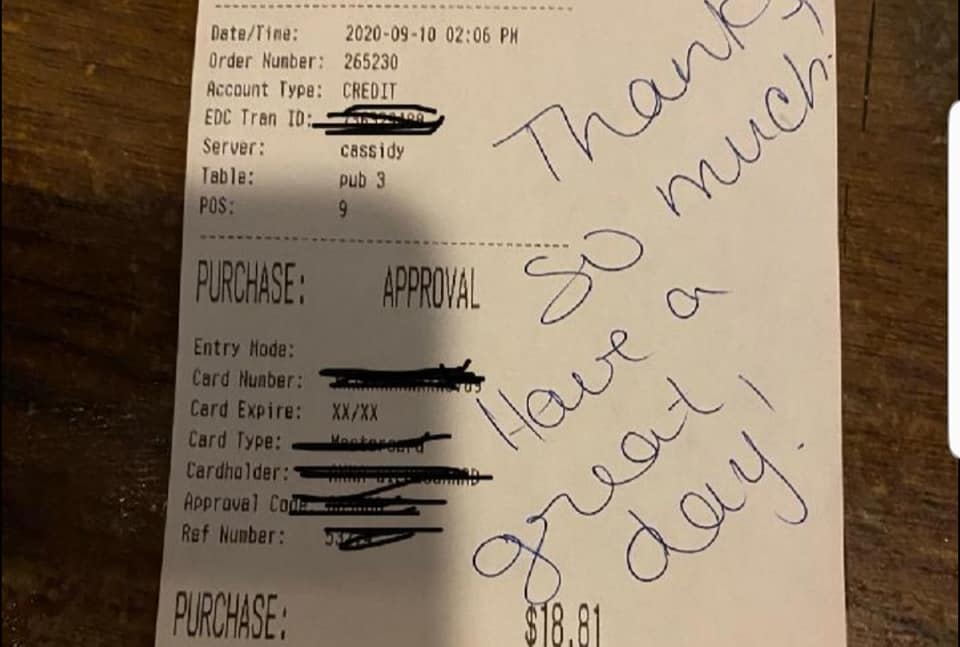 Date/Time: 2020-09-10 02:06 PM
Order Number: 265230
Account Type: CREDIT
EDC Tran ID:
Server: cassidy
Table: pub 3
POS: 9
PURCHASE: APPROVAL
Entry Mode:
Card Number:
Card Expire: XX/XX
Card Type:
Cardholder:
Approval Code
Ref Number:
PURCHASE: $18.81
Thanks
so much.
Have a
great
day!